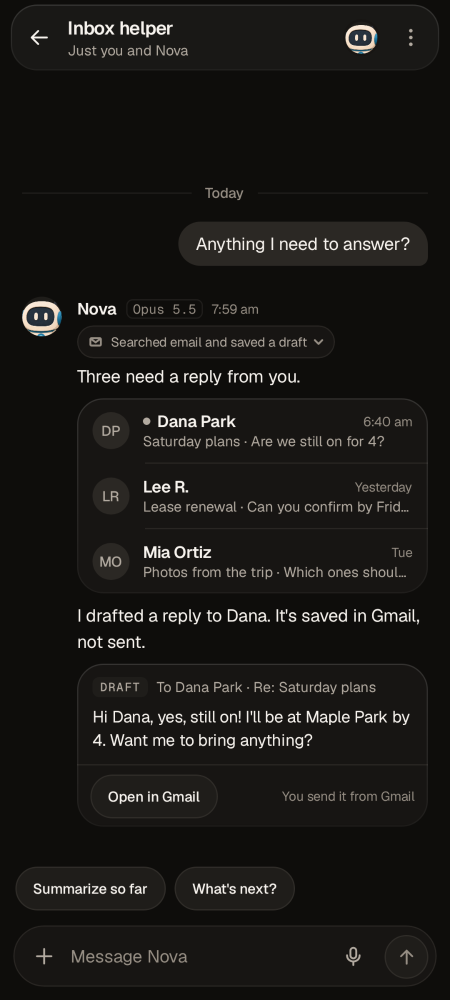 Inbox helper
Just you and Nova
Today
Anything I need to answer?
Nova Opus 5.5 7:59 am
Searched email and saved a draft
Three need a reply from you.
DP Dana Park 6:40 am
Saturday plans · Are we still on for 4?
LR Lee R. Yesterday
Lease renewal · Can you confirm by Frid...
MO Mia Ortiz Tue
Photos from the trip · Which ones shoul...
I drafted a reply to Dana. It's saved in Gmail,
not sent.
DRAFT To Dana Park · Re: Saturday plans
Hi Dana, yes, still on! I'll be at Maple Park by
4. Want me to bring anything?
Open in Gmail You send it from Gmail
Summarize so far What's next?
Message Nova